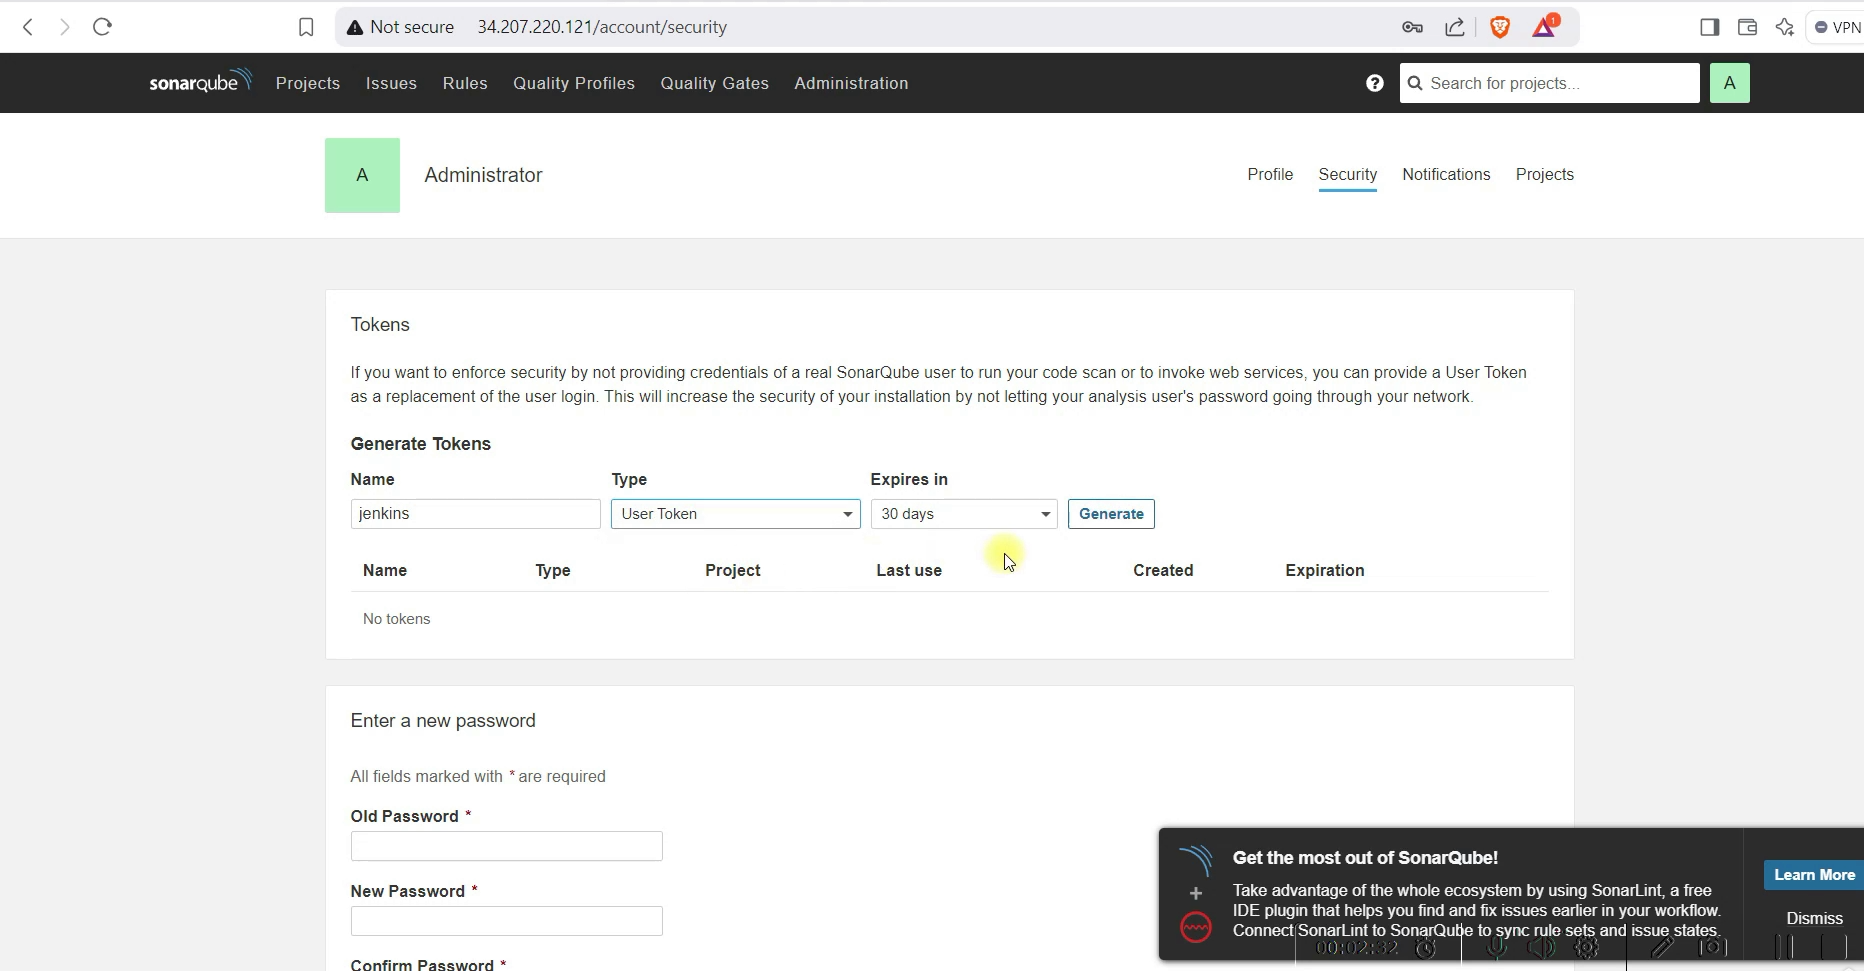 Not secure 34.207.220.121/account/security
1
VPN
sonarqube Projects Issues Rules Quality Profiles Quality Gates Administration
? Search for projects... A
A Administrator
Profile Security Notifications Projects
Tokens
If you want to enforce security by not providing credentials of a real SonarQube user to run your code scan or to invoke web services, you can provide a User Token
as a replacement of the user login. This will increase the security of your installation by not letting your analysis user's password going through your network.
Generate Tokens
Name Type Expires in
jenkins User Token 30 days Generate
Name Type Project Last use Created Expiration
No tokens
Enter a new password
All fields marked with * are required
Old Password *
New Password *
Confirm Password *
Get the most out of SonarQube!
Take advantage of the whole ecosystem by using SonarLint, a free
IDE plugin that helps you find and fix issues earlier in your workflow.
Connect SonarLint to SonarQube to sync rule sets and issue states.
Learn More
Dismiss
00:02:32